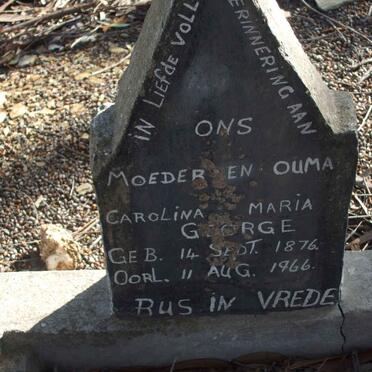 IN LIEFDE VOLLE
ERINNERING AAN
ONS
MOEDER EN OUMA
CAROLINA MARIA
GEORGE
GEB. 14 SEPT. 1876.
OORL. 11 AUG. 1966.
RUS IN VREDE